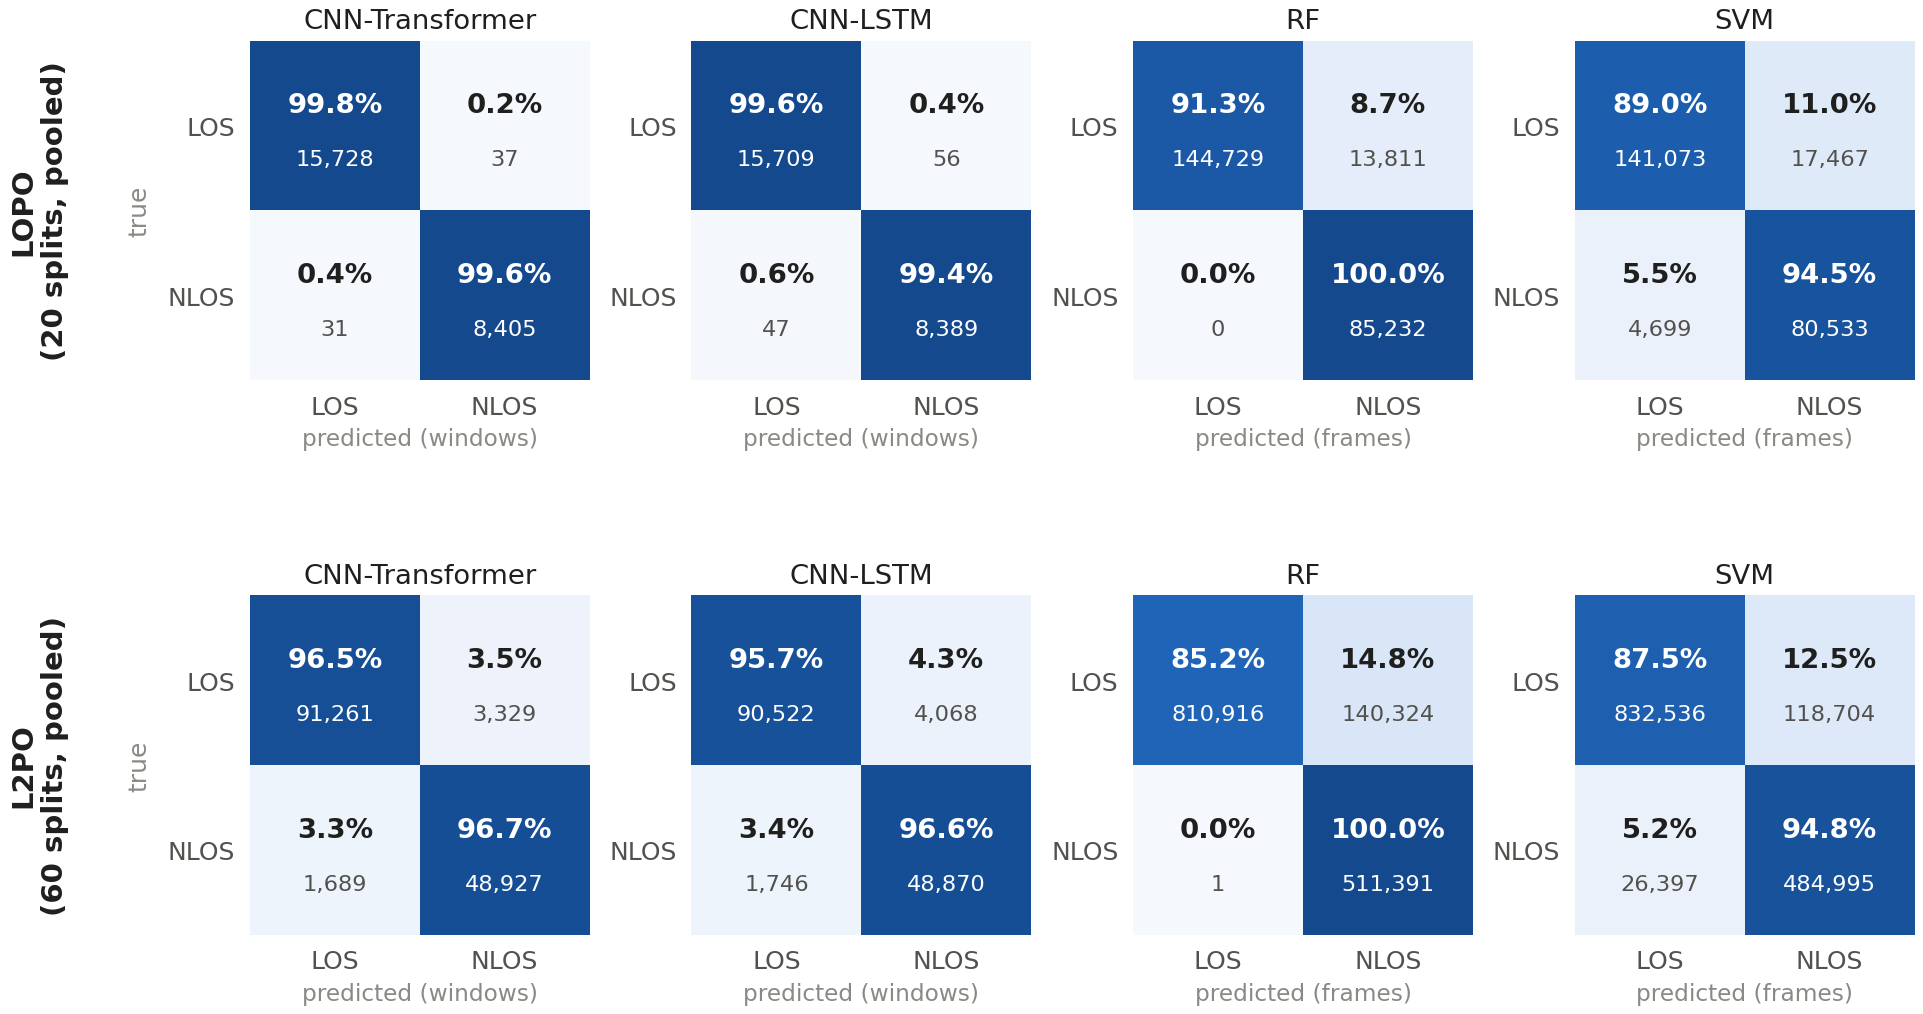 CNN-Transformer
CNN-LSTM
RF
SVM
LOPO
(20 splits, pooled)
true
LOS
99.8%
0.2%
15,728
37
NLOS
0.4%
99.6%
31
8,405
LOS
NLOS
predicted (windows)
LOS
99.6%
0.4%
15,709
56
NLOS
0.6%
99.4%
47
8,389
LOS
NLOS
predicted (windows)
LOS
91.3%
8.7%
144,729
13,811
NLOS
0.0%
100.0%
0
85,232
LOS
NLOS
predicted (frames)
LOS
89.0%
11.0%
141,073
17,467
NLOS
5.5%
94.5%
4,699
80,533
LOS
NLOS
predicted (frames)
CNN-Transformer
CNN-LSTM
RF
SVM
L2PO
(60 splits, pooled)
true
LOS
96.5%
3.5%
91,261
3,329
NLOS
3.3%
96.7%
1,689
48,927
LOS
NLOS
predicted (windows)
LOS
95.7%
4.3%
90,522
4,068
NLOS
3.4%
96.6%
1,746
48,870
LOS
NLOS
predicted (windows)
LOS
85.2%
14.8%
810,916
140,324
NLOS
0.0%
100.0%
1
511,391
LOS
NLOS
predicted (frames)
LOS
87.5%
12.5%
832,536
118,704
NLOS
5.2%
94.8%
26,397
484,995
LOS
NLOS
predicted (frames)